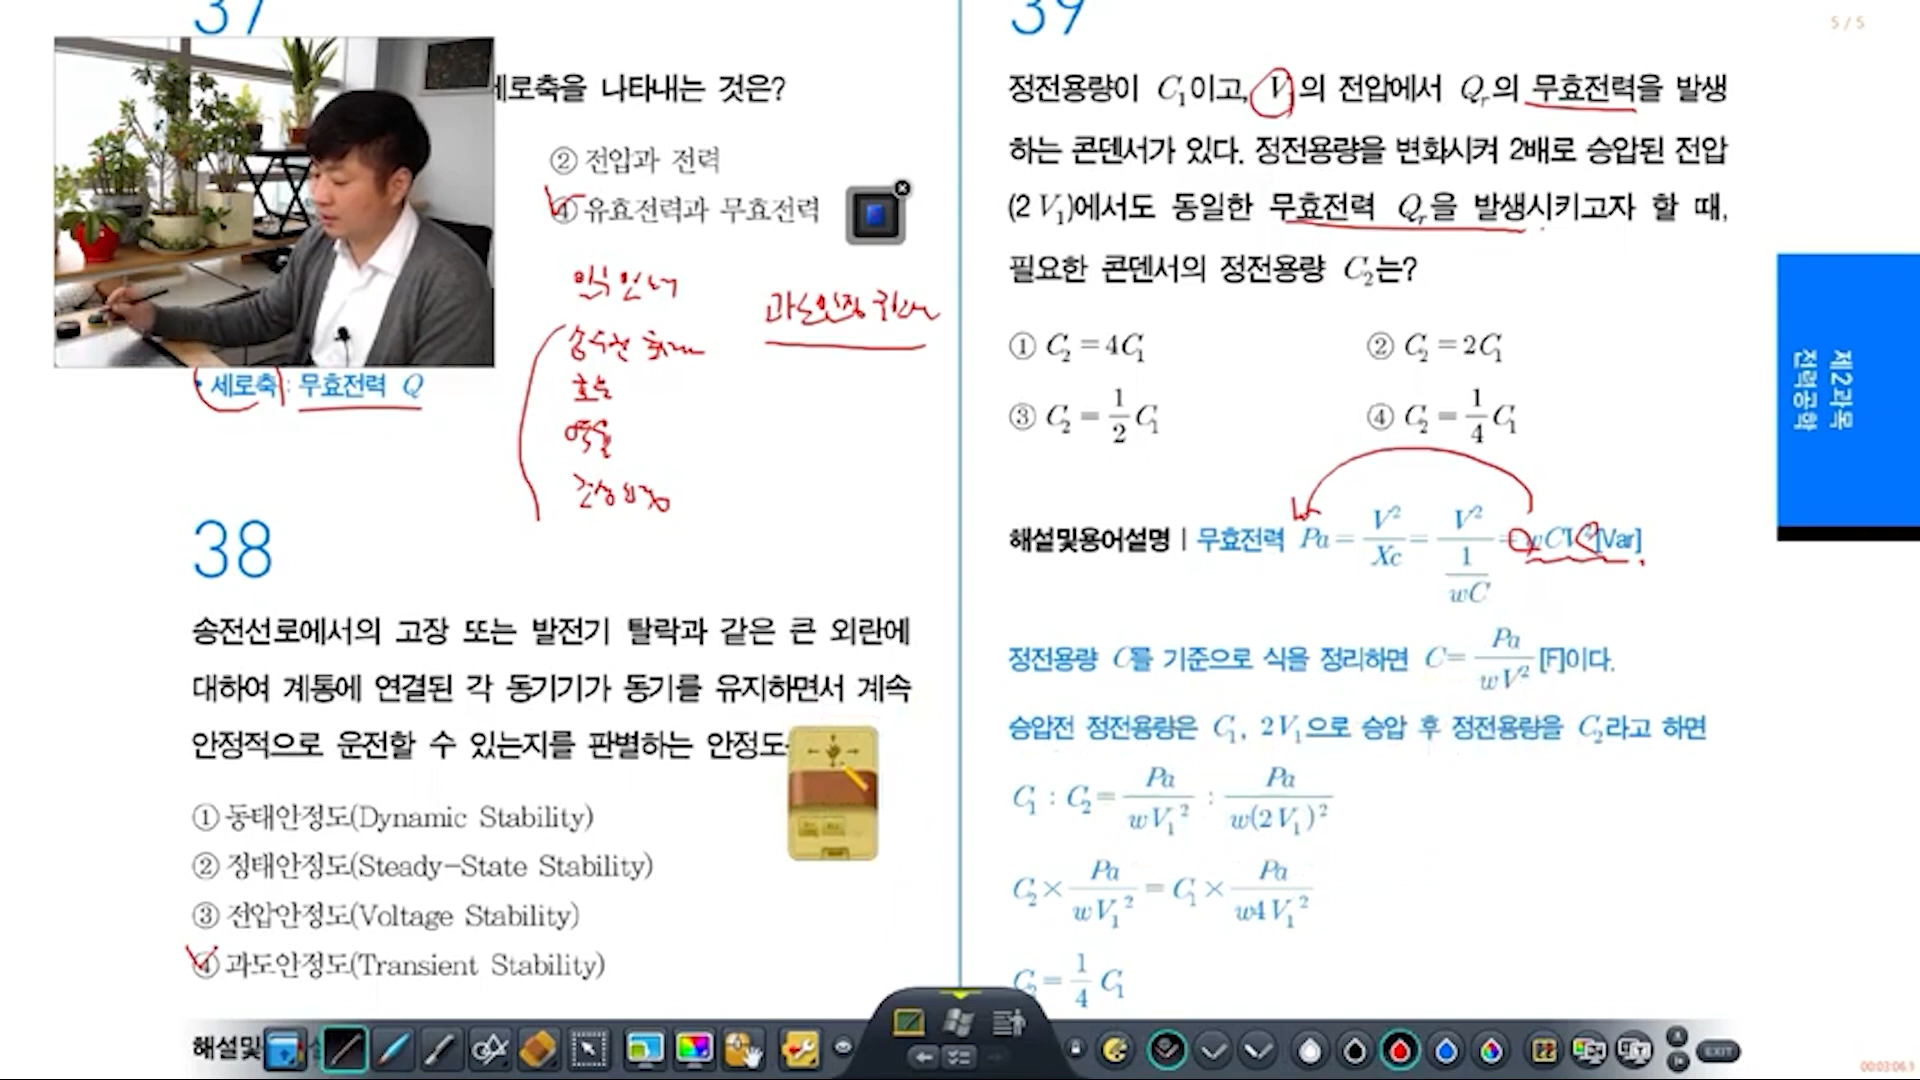 37
세로축을 나타내는 것은?
② 전압과 전력
④ 유효전력과 무효전력
• 세로축 : 무효전력 Q
38
송전선로에서의 고장 또는 발전기 탈락과 같은 큰 외란에
대하여 계통에 연결된 각 동기기가 동기를 유지하면서 계속
안정적으로 운전할 수 있는지를 판별하는 안정도
① 동태안정도(Dynamic Stability)
② 정태안정도(Steady-State Stability)
③ 전압안정도(Voltage Stability)
④ 과도안정도(Transient Stability)
해설및
39
5 / 5
정전용량이 C₁이고, V₁의 전압에서 Qr의 무효전력을 발생
하는 콘덴서가 있다. 정전용량을 변화시켜 2배로 승압된 전압
(2V₁)에서도 동일한 무효전력 Qr을 발생시키고자 할 때,
필요한 콘덴서의 정전용량 C₂는?
① C₂ = 4C₁
② C₂ = 2C₁
③ C₂ = 1/2 C₁
④ C₂ = 1/4 C₁
해설및용어설명 | 무효전력 Pa = V²/Xc = V²/(1/wC) = wCV²[Var]
정전용량 C를 기준으로 식을 정리하면 C = Pa/wV² [F]이다.
승압전 정전용량은 C₁, 2V₁으로 승압 후 정전용량을 C₂라고 하면
C₁ : C₂ = Pa/wV₁² : Pa/w(2V₁)²
C₂ × Pa/wV₁² = C₁ × Pa/w4V₁²
C₂ = 1/4 C₁
제2과목
전력공학
EXIT
00:03:06.1